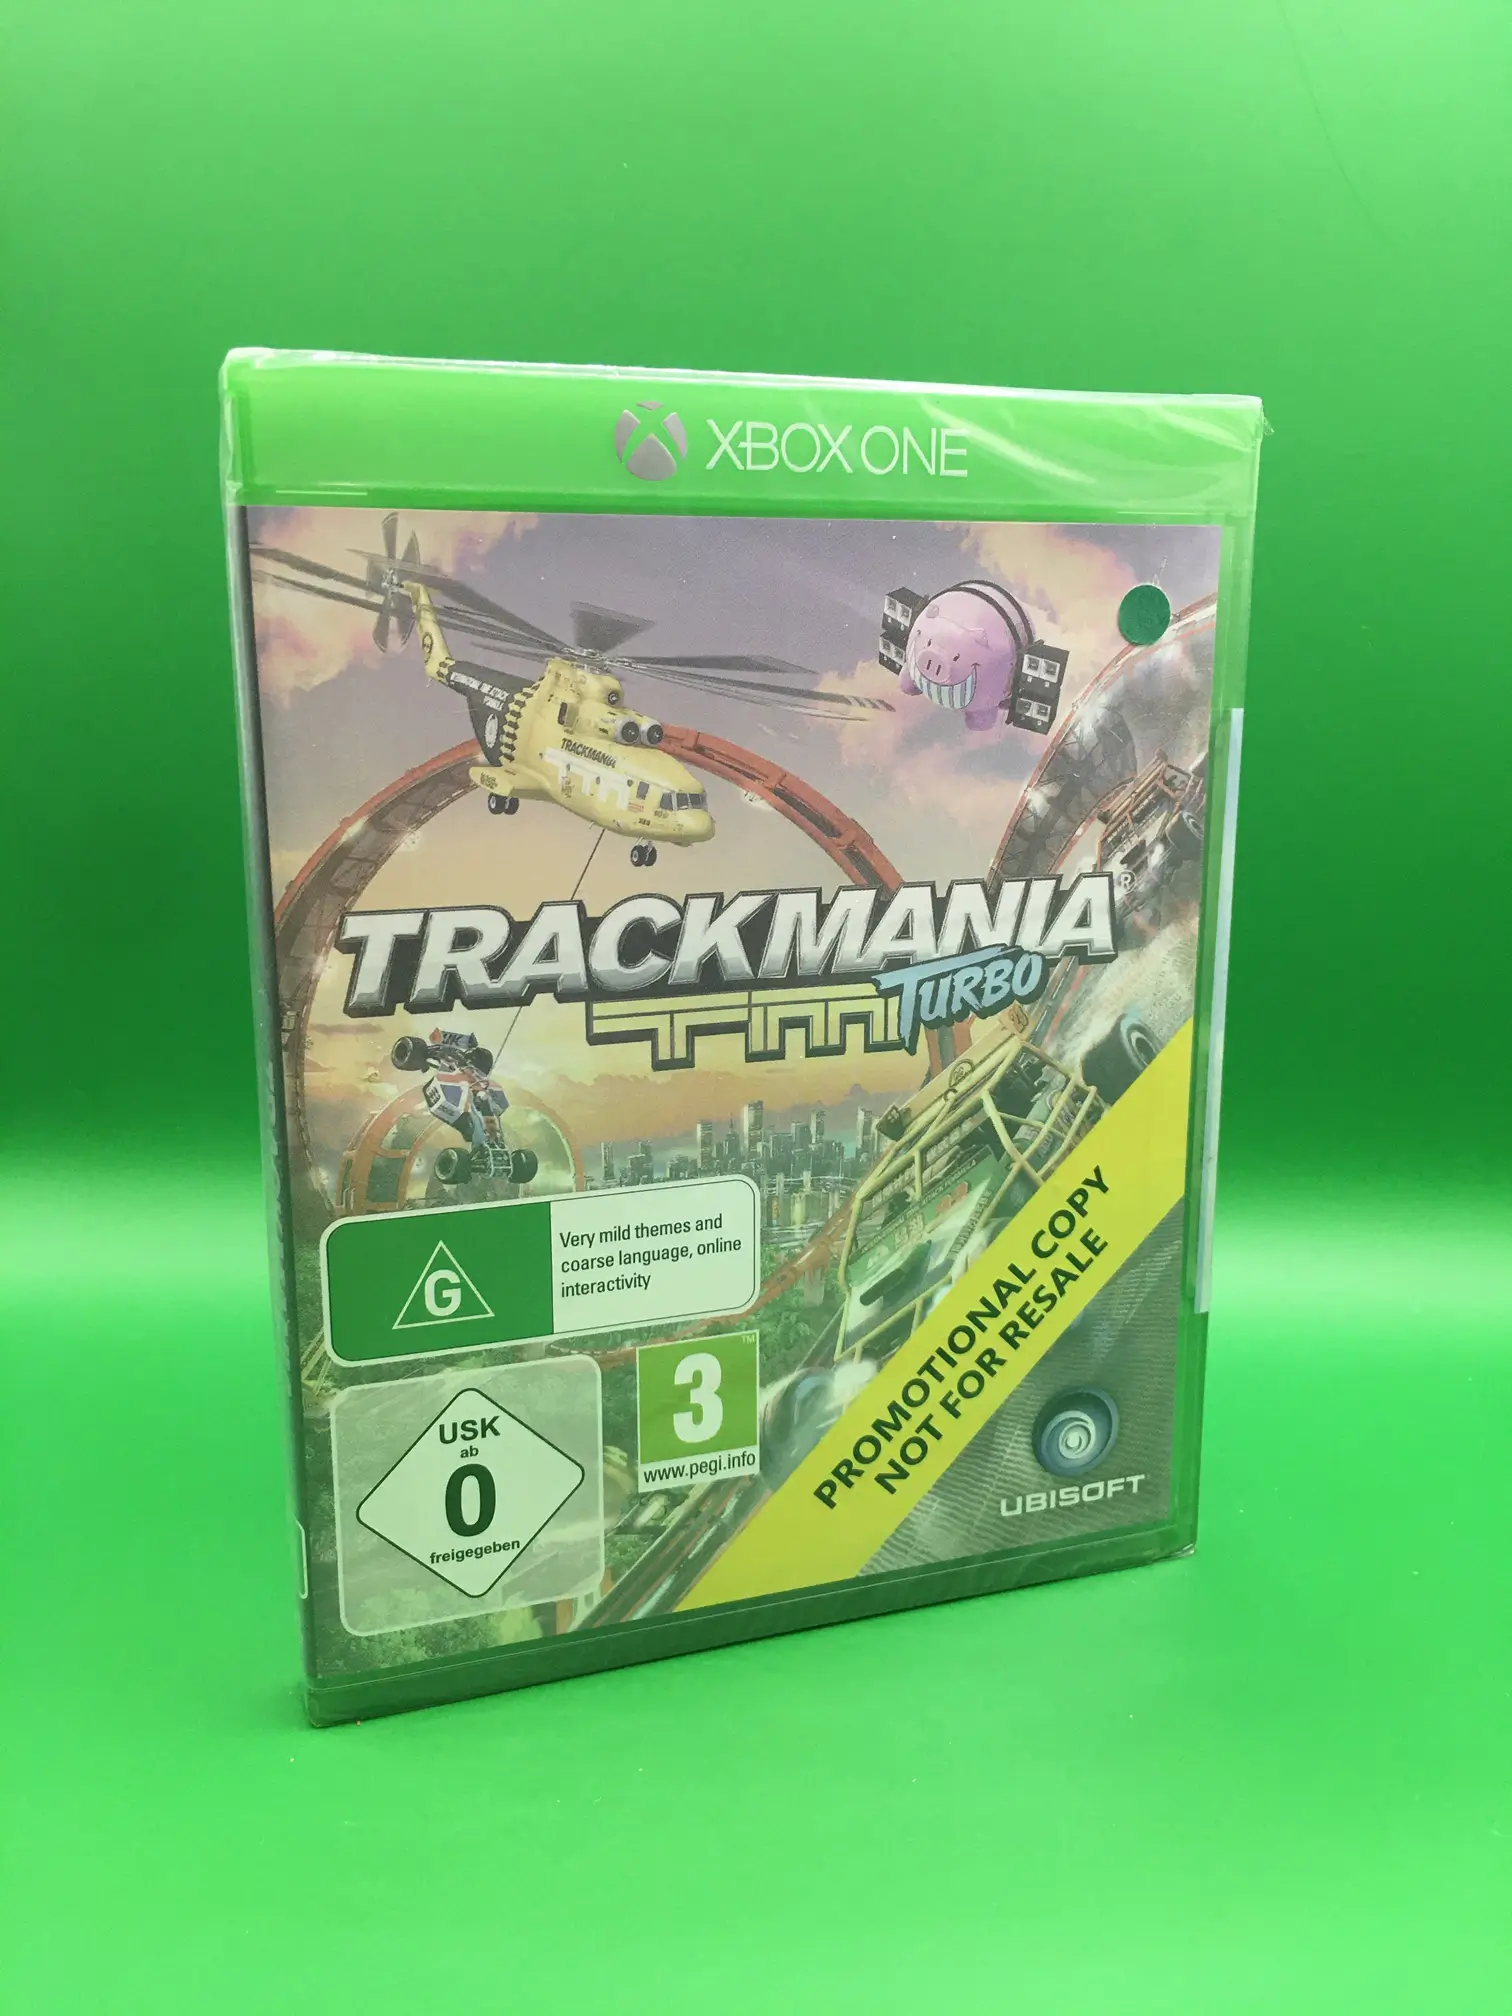 XBOX ONE
TRACKMANIA
TRACKMANIA®
TM TURBO
Very mild themes and
coarse language, online
interactivity
G
3
www.pegi.info
USK
ab
0
freigegeben
PROMOTIONAL COPY
NOT FOR RESALE
UBISOFT